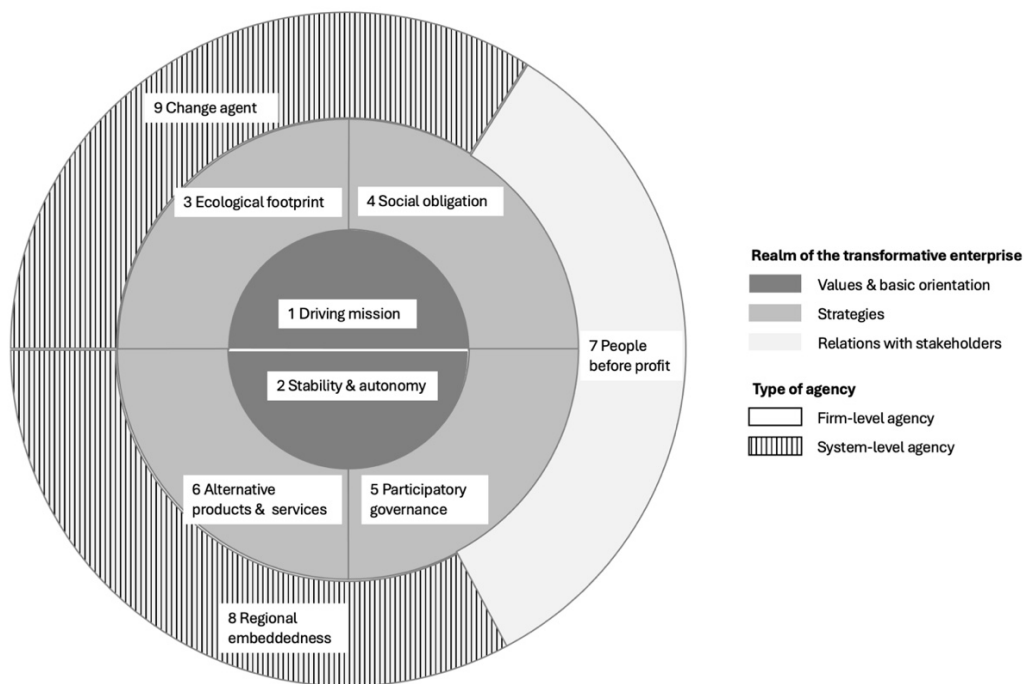 9 Change agent
3 Ecological footprint
4 Social obligation
1 Driving mission
2 Stability & autonomy
7 People
before profit
6 Alternative
products & services
5 Participatory
governance
8 Regional
embeddedness
Realm of the transformative enterprise
Values & basic orientation
Strategies
Relations with stakeholders
Type of agency
Firm-level agency
System-level agency